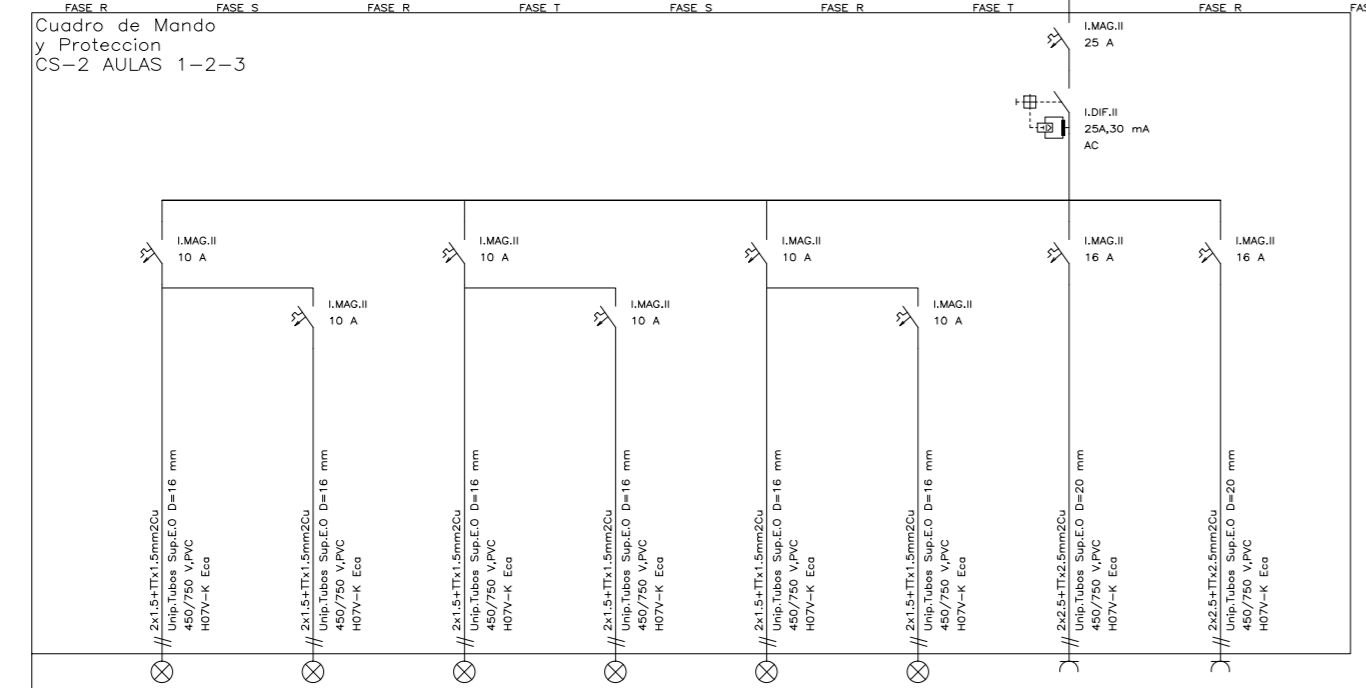 FASE R
FASE S
FASE R
FASE T
FASE S
FASE R
FASE T
FASE R
Cuadro de Mando
y Proteccion
CS-2 AULAS 1-2-3
I.MAG.II
25 A
I.DIF.II
25A,30 mA
AC
I.MAG.II
10 A
I.MAG.II
10 A
I.MAG.II
10 A
I.MAG.II
16 A
I.MAG.II
16 A
I.MAG.II
10 A
I.MAG.II
10 A
I.MAG.II
10 A
2x1.5+TTx1.5mm2Cu
Unip.Tubos Sup.E.O D=16 mm
450/750 V,PVC
H07V-K Eca
2x1.5+TTx1.5mm2Cu
Unip.Tubos Sup.E.O D=16 mm
450/750 V,PVC
H07V-K Eca
2x1.5+TTx1.5mm2Cu
Unip.Tubos Sup.E.O D=16 mm
450/750 V,PVC
H07V-K Eca
2x1.5+TTx1.5mm2Cu
Unip.Tubos Sup.E.O D=16 mm
450/750 V,PVC
H07V-K Eca
2x1.5+TTx1.5mm2Cu
Unip.Tubos Sup.E.O D=16 mm
450/750 V,PVC
H07V-K Eca
2x1.5+TTx1.5mm2Cu
Unip.Tubos Sup.E.O D=16 mm
450/750 V,PVC
H07V-K Eca
2x2.5+TTx2.5mm2Cu
Unip.Tubos Sup.E.O D=20 mm
450/750 V,PVC
H07V-K Eca
2x2.5+TTx2.5mm2Cu
Unip.Tubos Sup.E.O D=20 mm
450/750 V,PVC
H07V-K Eca